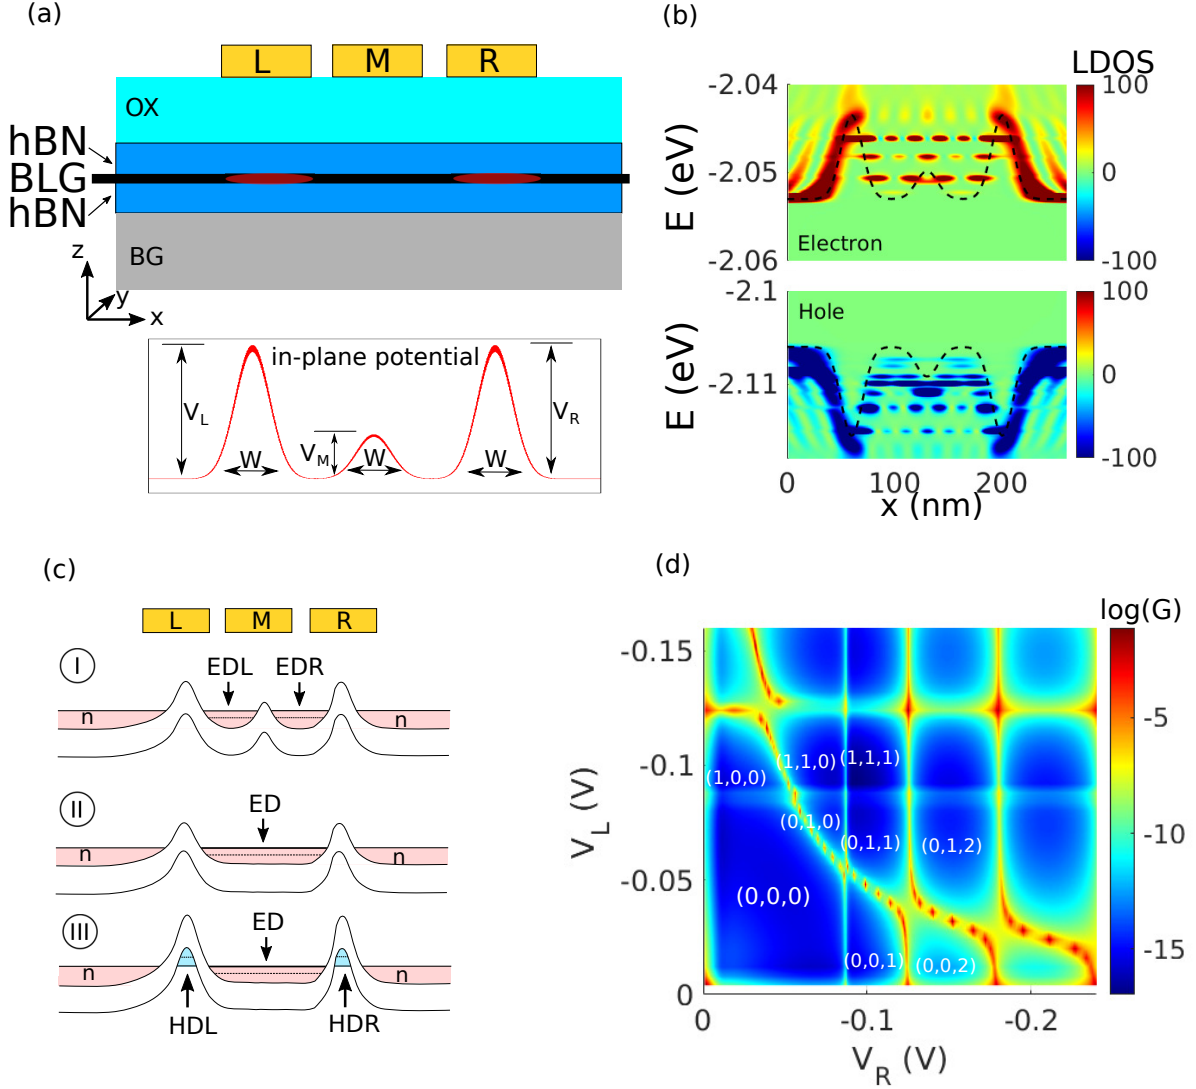 (a)
L M R
OX
hBN
BLG
hBN
BG
z
y
x
in-plane potential
V_L
V_M
V_R
W W W
(b)
LDOS
-2.04
-2.05
-2.06
E (eV)
Electron
100
0
-100
-2.1
-2.11
E (eV)
Hole
100
0
-100
0 100 200
x (nm)
(c)
L M R
I
EDL EDR
n n
II
ED
n n
III
ED
n n
HDL HDR
(d)
log(G)
-0.15
-0.1
-0.05
0
V_L (V)
(1,0,0) (1,1,0) (1,1,1)
(0,1,0) (0,1,1) (0,1,2)
(0,0,0)
(0,0,1) (0,0,2)
0 -0.1 -0.2
V_R (V)
-5
-10
-15